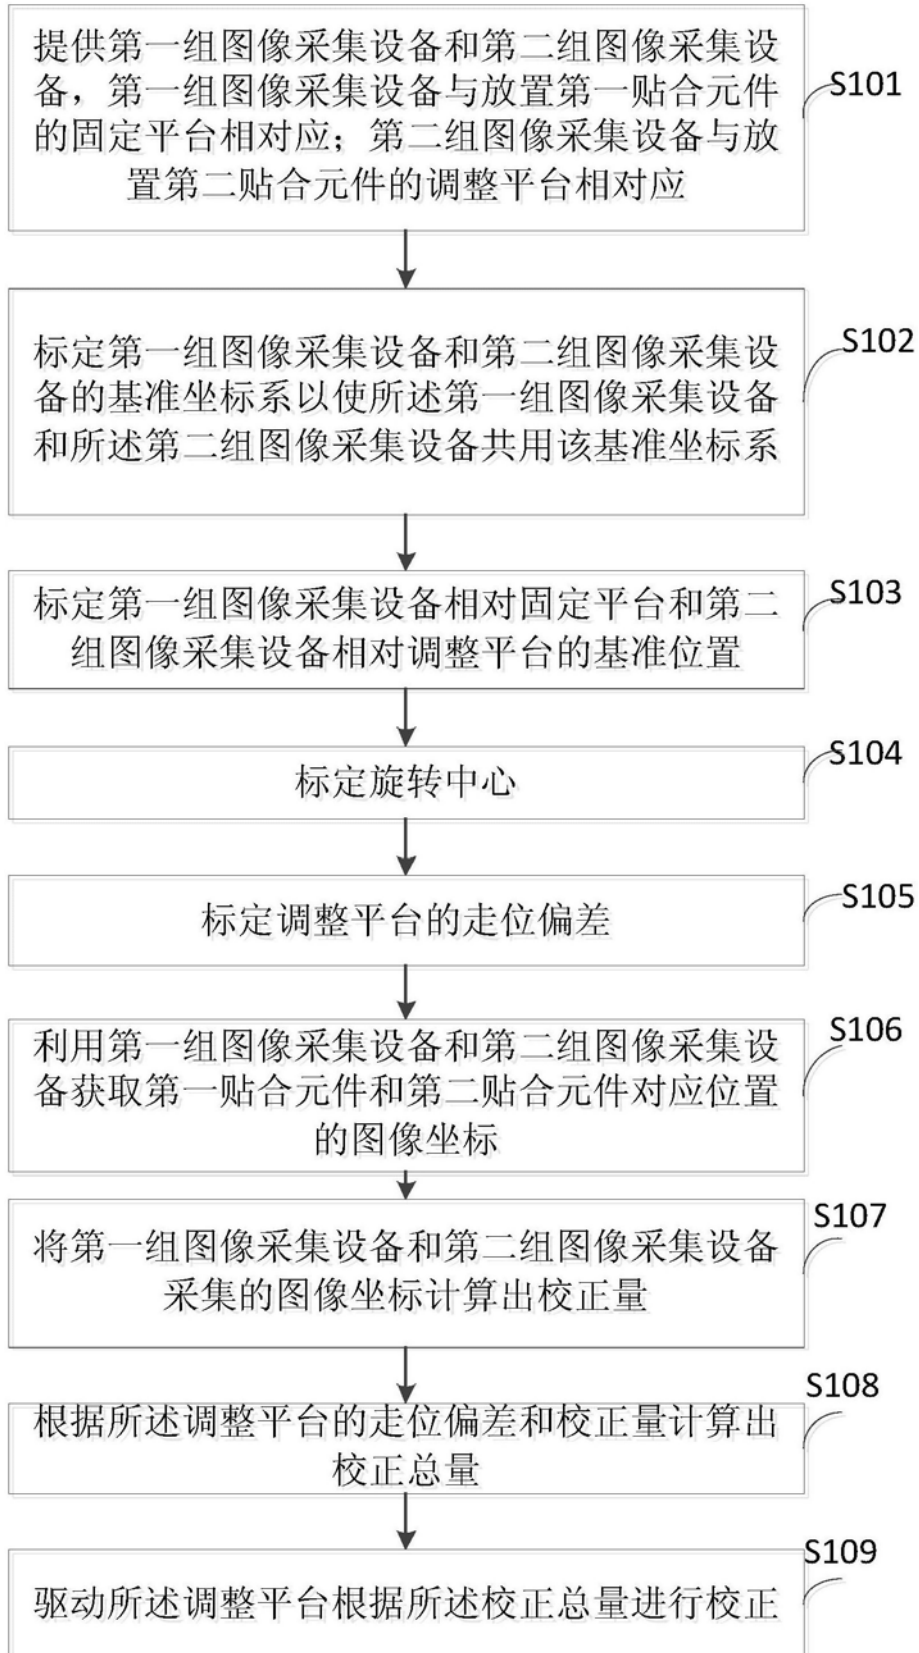 提供第一组图像采集设备和第二组图像采集设
备，第一组图像采集设备与放置第一贴合元件
的固定平台相对应；第二组图像采集设备与放
置第二贴合元件的调整平台相对应
S101
标定第一组图像采集设备和第二组图像采集设
备的基准坐标系以使所述第一组图像采集设备
和所述第二组图像采集设备共用该基准坐标系
S102
标定第一组图像采集设备相对固定平台和第二
组图像采集设备相对调整平台的基准位置
S103
标定旋转中心
S104
标定调整平台的走位偏差
S105
利用第一组图像采集设备和第二组图像采集设
备获取第一贴合元件和第二贴合元件对应位置
的图像坐标
S106
将第一组图像采集设备和第二组图像采集设备
采集的图像坐标计算出校正量
S107
根据所述调整平台的走位偏差和校正量计算出
校正总量
S108
驱动所述调整平台根据所述校正总量进行校正
S109